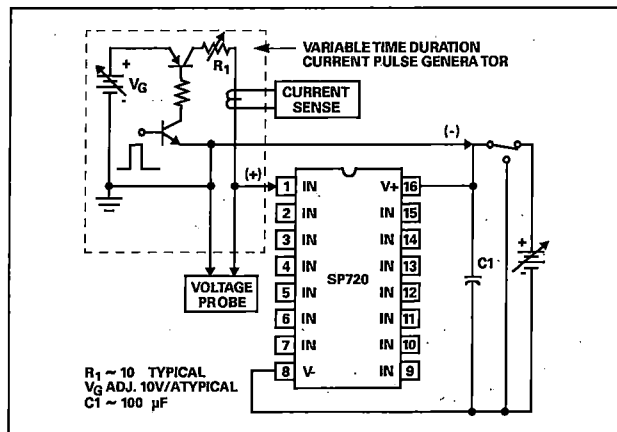 VARIABLE TIME DURATION
CURRENT PULSE GENERATOR
+
R1
VG
-
CURRENT
SENSE
(-)
(+)
1 IN
2 IN
3 IN
4 IN
5 IN
6 IN
7 IN
8 V-
SP720
V+ 16
IN 15
IN 14
IN 13
IN 12
IN 11
IN 10
IN 9
C1
+
-
VOLTAGE
PROBE
R1 ~ 10 TYPICAL
VG ADJ. 10V/ATYPICAL
C1 ~ 100 µF